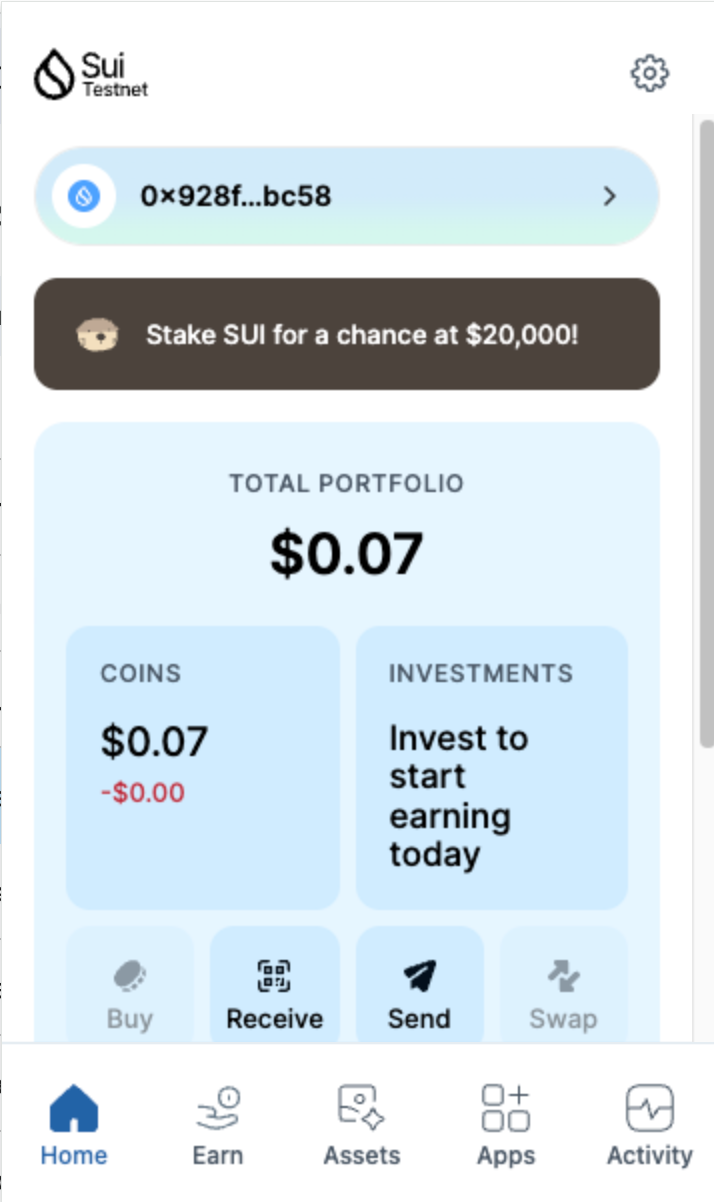 Sui
Testnet
0×928f...bc58
Stake SUI for a chance at $20,000!
TOTAL PORTFOLIO
$0.07
COINS
$0.07
-$0.00
INVESTMENTS
Invest to
start
earning
today
Buy
Receive
Send
Swap
Home
Earn
Assets
Apps
Activity